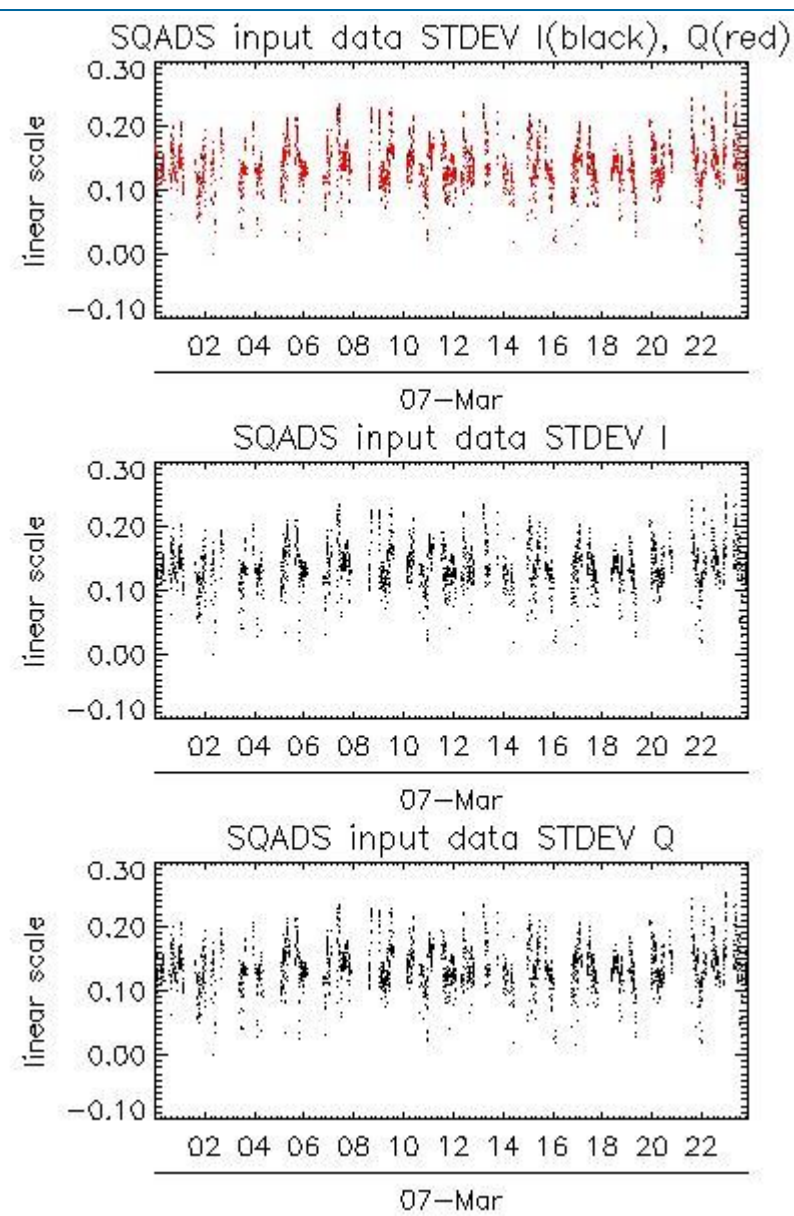 SQADS input data STDEV I(black), Q(red)
0.30
0.20
0.10
0.00
−0.10
linear scale
02 04 06 08 10 12 14 16 18 20 22
07−Mar
SQADS input data STDEV I
0.30
0.20
0.10
0.00
−0.10
linear scale
02 04 06 08 10 12 14 16 18 20 22
07−Mar
SQADS input data STDEV Q
0.30
0.20
0.10
0.00
−0.10
linear scale
02 04 06 08 10 12 14 16 18 20 22
07−Mar